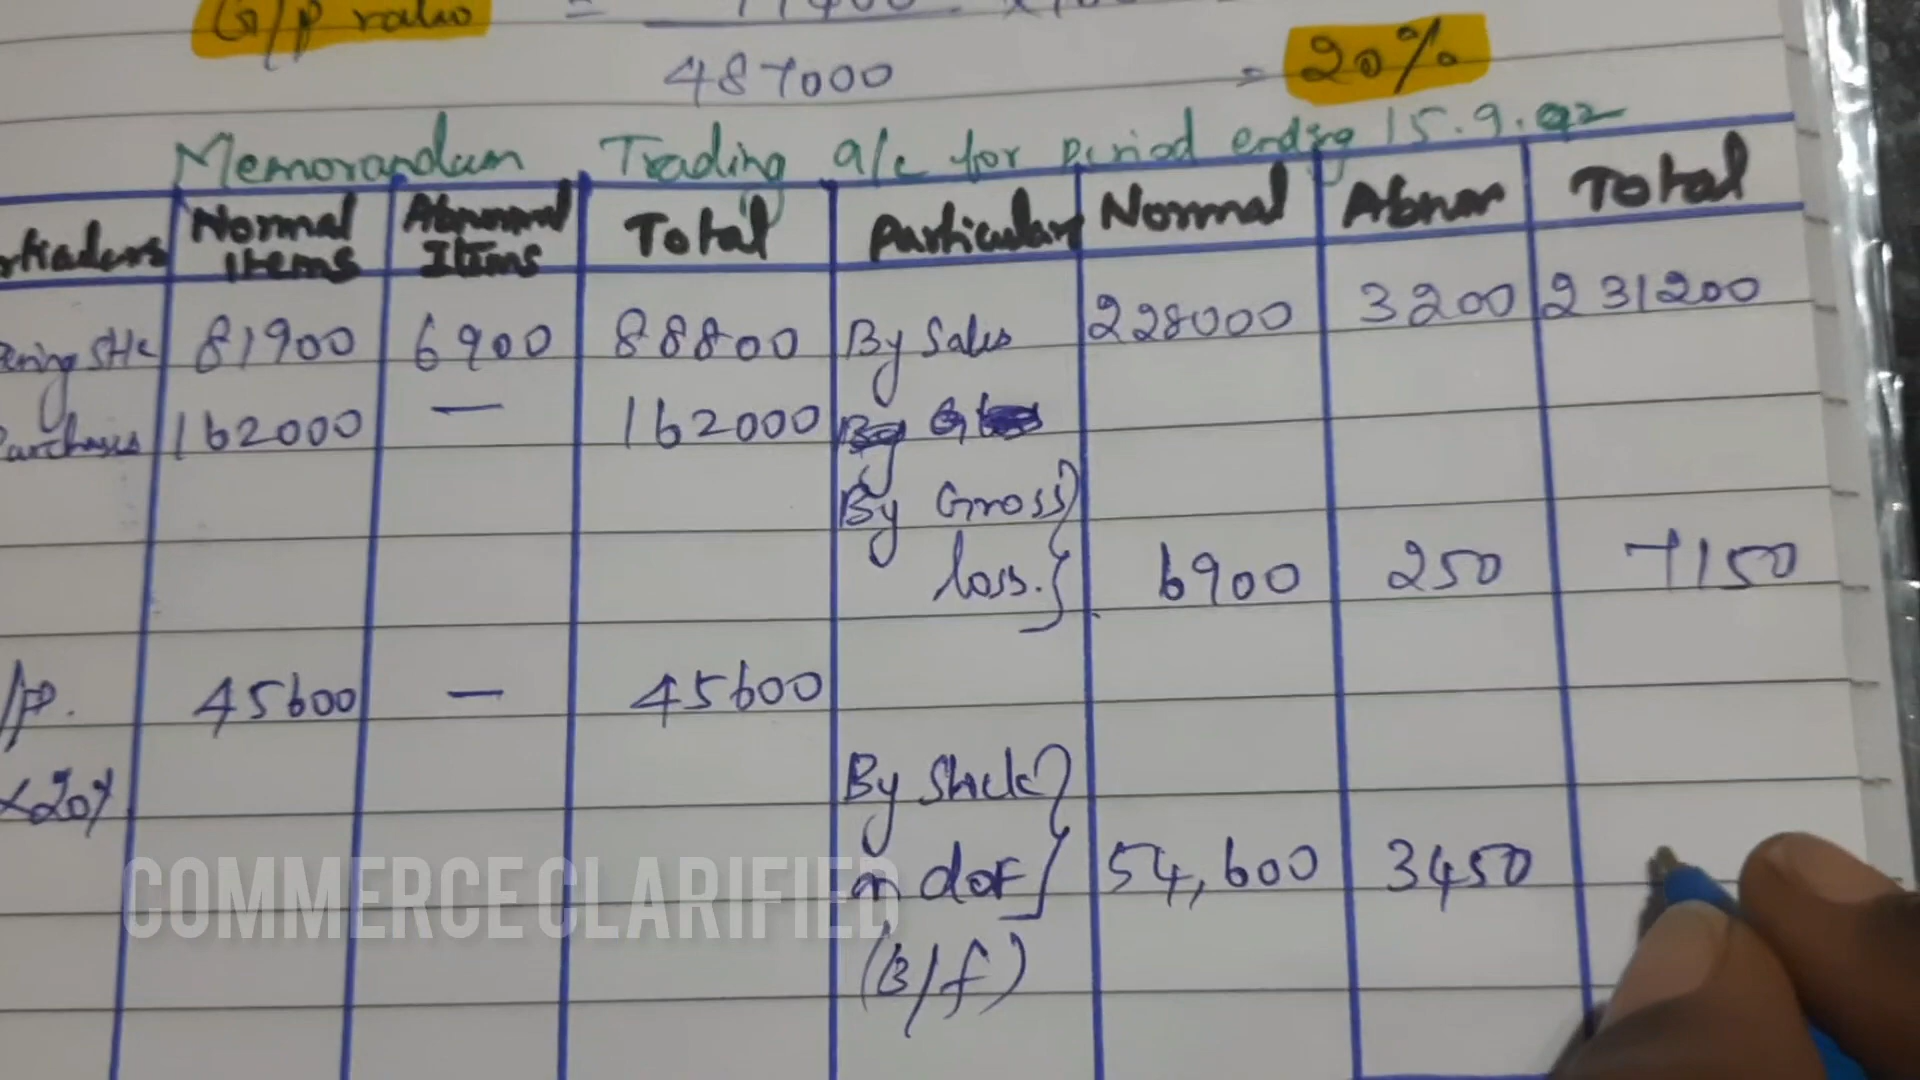 G/P ratio = × 
487000 = 20%
Memorandum Trading a/c for period ending 15.9.92
Normal Items Abnormal Items Total Particulars Normal Abnor Total
81900 6900 88800 By Sales 228000 3200 231200
162000 — 162000
By Gross
loss. 6900 250 7150
/P. 45600 — 45600
×20%
By Stock
on dof 54,600 3450
(B/f)
COMMERCE CLARIFIED